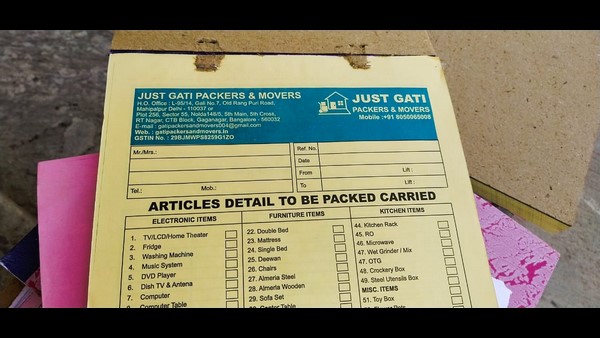 JUST GATI PACKERS & MOVERS
H.O. Office : L-95/14, Gali No.7, Old Rang Puri Road,
Mahipalpur Delhi - 110037 or
Plot 296, Sector 55, Noida148/5, 5th Main, 5th Cross,
RT Nagar, CTB Block, Gaganagar, Bangalore - 560032
E-mail : gatipackersandmovers004@gmail.com
Web. : gatipackersandmovers.in
GSTIN No. : 29BJMWPS8259G1ZO
JUST GATI
PACKERS & MOVERS
Mobile :+91 8050065008
Mr./Mrs.:
Tel.: Mob.:
Ref. No.
Date
From Lift :
To Lift :
ARTICLES DETAIL TO BE PACKED CARRIED
ELECTRONIC ITEMS
1. TV/LCD/Home Theater
2. Fridge
3. Washing Machine
4. Music System
5. DVD Player
6. Dish TV & Antena
7. Computer
Computer Table
FURNITURE ITEMS
22. Double Bed
23. Mattress
24. Single Bed
25. Deewan
26. Chairs
27. Almeria Steel
28. Almeria Wooden
29. Sofa Set
KITCHEN ITEMS
44. Kitchen Rack
45. RO
46. Microwave
47. Wet Grinder / Mix
47. OTG
48. Crockery Box
49. Steel Utensils Box
MISC. ITEMS
51. Toy Box